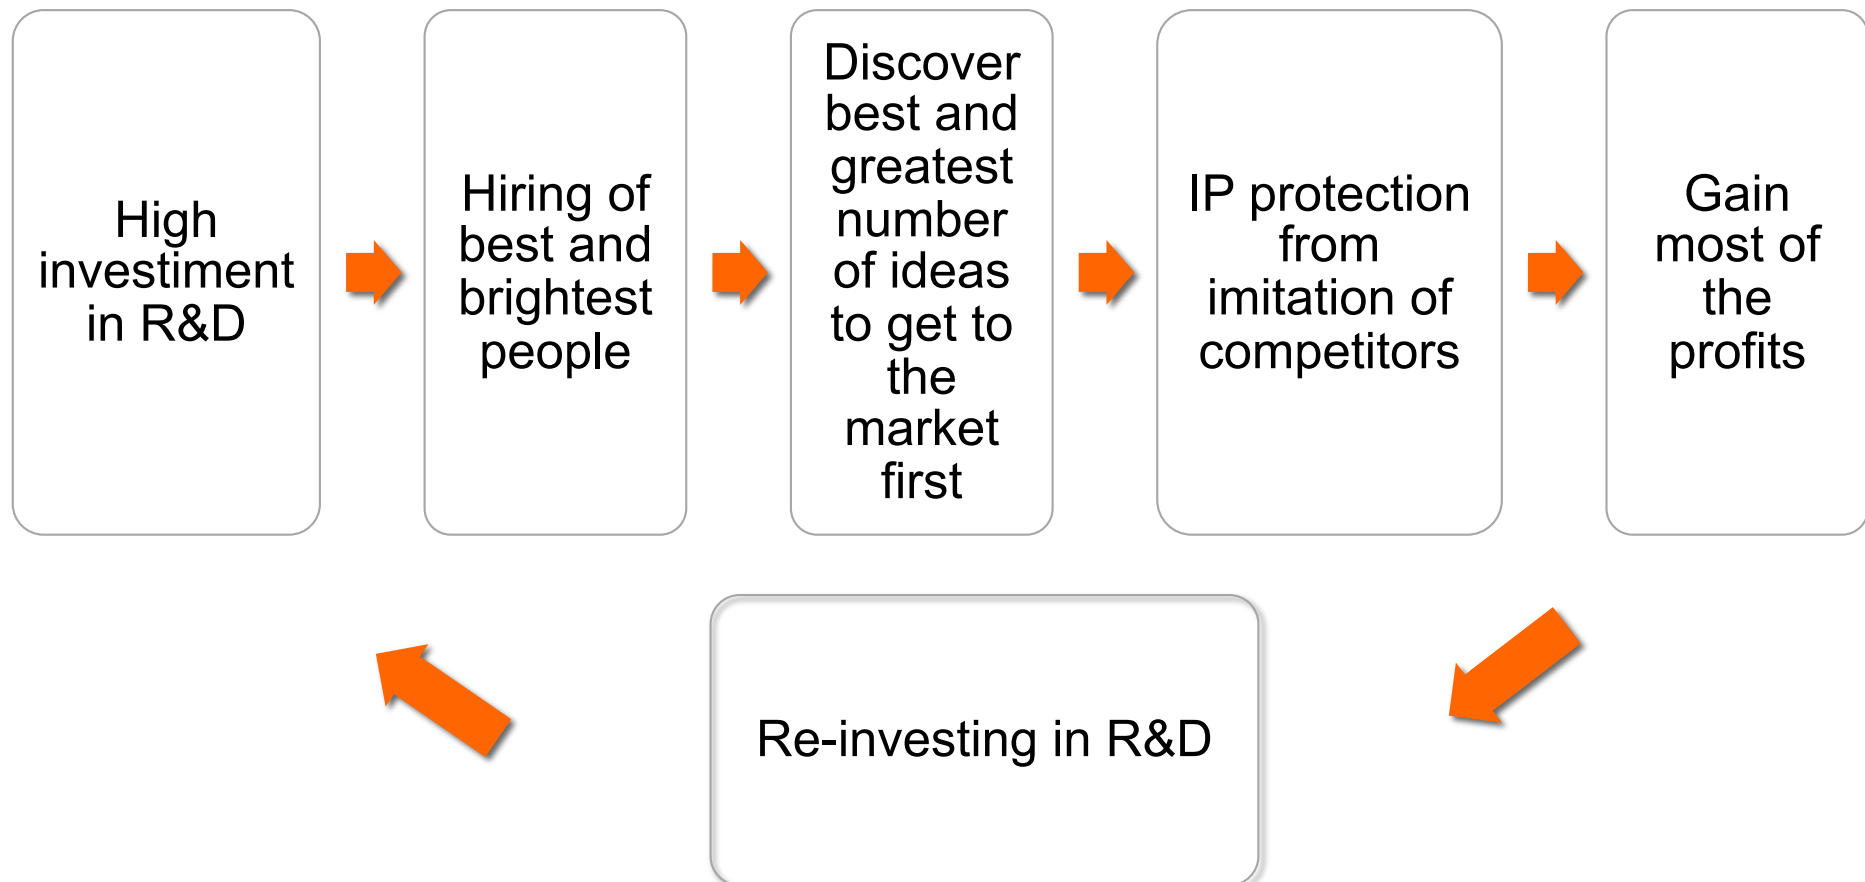 High
investiment
in R&D
Hiring of
best and
brightest
people
Discover
best and
greatest
number
of ideas
to get to
the
market
first
IP protection
from
imitation of
competitors
Gain
most of
the
profits
Re-investing in R&D